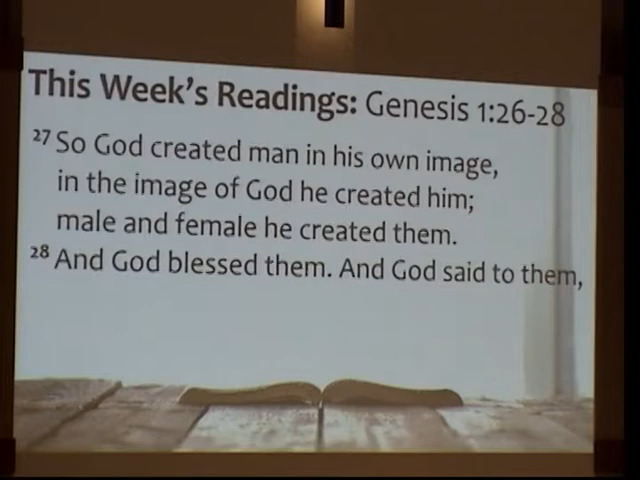 This Week's Readings: Genesis 1:26-28
27 So God created man in his own image,
in the image of God he created him;
male and female he created them.
28 And God blessed them. And God said to them,